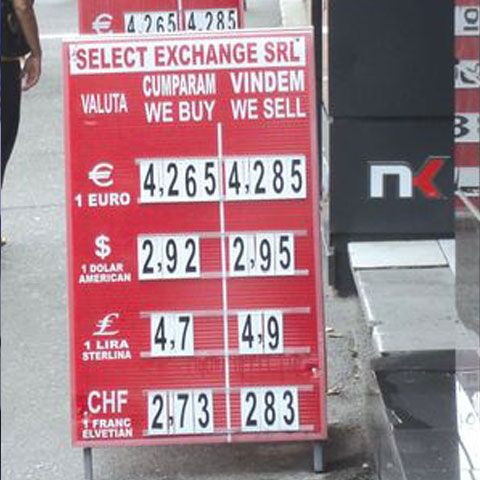 € 4,265 4,285
SELECT EXCHANGE SRL
VALUTA CUMPARAM VINDEM
WE BUY WE SELL
€ 4,265 4,285
1 EURO
$ 2,92 2,95
1 DOLAR
AMERICAN
£ 4,7 4,9
1 LIRA
STERLINA
CHF 2,73 283
1 FRANC
ELVETIAN
nk